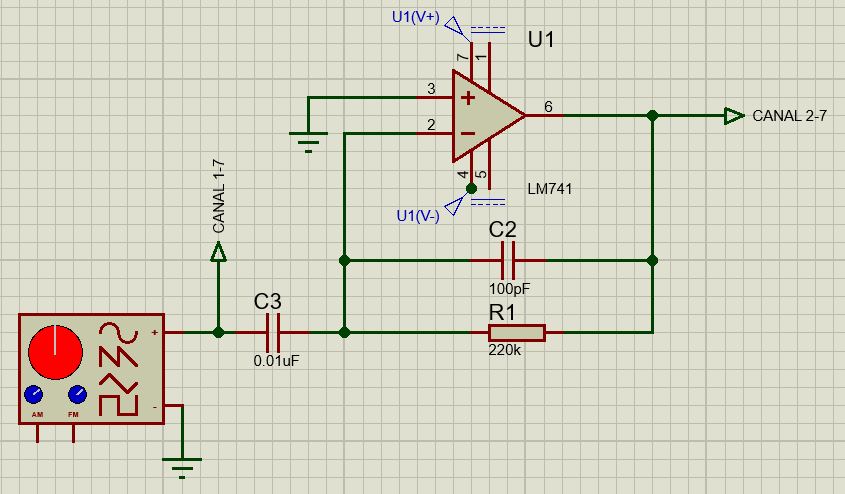 U1(V+)
U1
7
1
3
2
6
CANAL 2-7
4
5
LM741
U1(V-)
CANAL 1-7
C2
100pF
C3
0.01uF
R1
220k
+
-
AM
FM